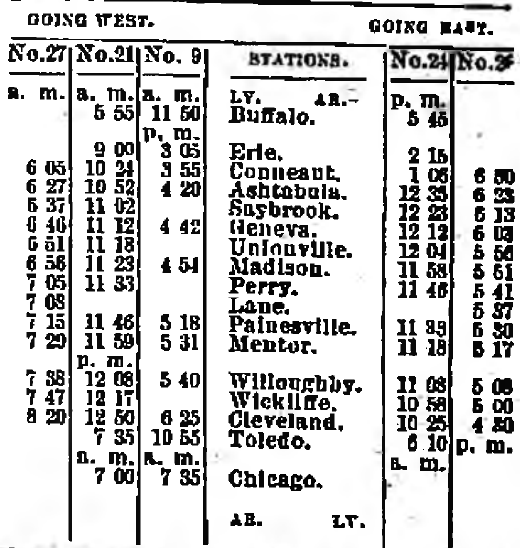 GOING WEST. GOING EAST.
No.27 No.21 No. 9 STATIONS. No.24
a. m. a. m. a. m. LV. AR.- p. m.
5 55 11 50 Buffalo. 5 45
p. m.
9 00 3 05 Erie. 2 15
6 05 10 24 3 55 Conneaut. 1 06 6 50
6 27 10 52 4 20 Ashtabula. 12 35 6 23
6 37 11 02 Saybrook. 12 23 6 13
6 46 11 12 4 42 Geneva. 12 12 6 03
6 51 11 18 Unionville. 12 04 5 56
6 56 11 23 4 54 Madison. 11 58 5 51
7 05 11 33 Perry. 11 46 5 41
7 08 Lane. 5 37
7 15 11 46 5 18 Painesville. 11 33 5 30
7 29 11 59 5 31 Mentor. 11 18 5 17
p. m.
7 38 12 08 5 40 Willoughby. 11 08 5 08
7 47 12 17 Wickliffe. 10 58 5 00
8 20 12 50 6 25 Cleveland. 10 25 4 30
7 35 10 55 Toledo. 6 10 p. m.
a. m. a. m. a. m.
7 00 7 35 Chicago.
AR. LV.